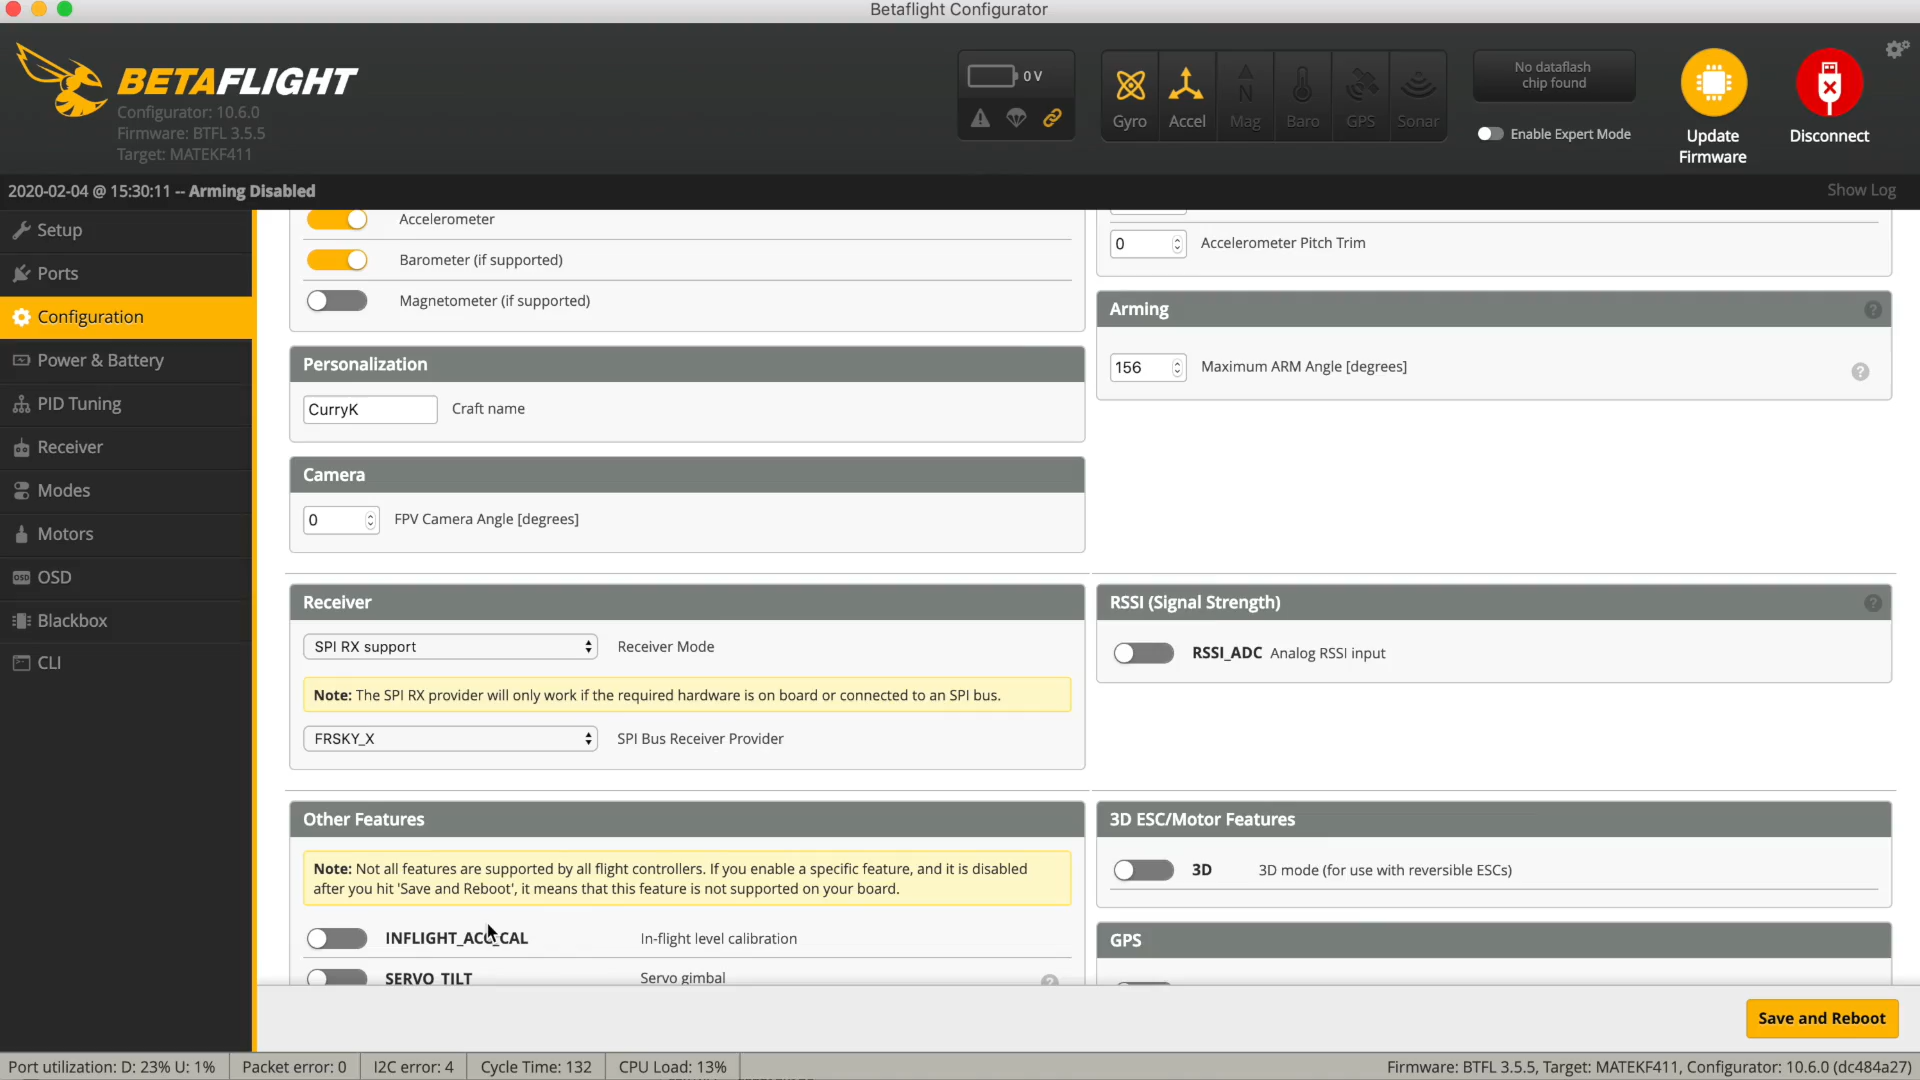 Betaflight Configurator
BETAFLIGHT
Configurator: 10.6.0
Firmware: BTFL 3.5.5
Target: MATEKF411
0 V
Gyro
Accel
N
Mag
Baro
GPS
Sonar
No dataflash
chip found
Enable Expert Mode
Update
Firmware
Disconnect
2020-02-04 @ 15:30:11 -- Arming Disabled
Show Log
Setup
Ports
Configuration
Power & Battery
PID Tuning
Receiver
Modes
Motors
OSD OSD
Blackbox
CLI
Accelerometer
Barometer (if supported)
Magnetometer (if supported)
0 Accelerometer Pitch Trim
Arming ?
156 Maximum ARM Angle [degrees] ?
Personalization
CurryK Craft name
Camera
0 FPV Camera Angle [degrees]
Receiver
SPI RX support Receiver Mode
Note: The SPI RX provider will only work if the required hardware is on board or connected to an SPI bus.
FRSKY_X SPI Bus Receiver Provider
RSSI (Signal Strength) ?
RSSI_ADC Analog RSSI input
Other Features
Note: Not all features are supported by all flight controllers. If you enable a specific feature, and it is disabled
after you hit 'Save and Reboot', it means that this feature is not supported on your board.
INFLIGHT_ACC_CAL In-flight level calibration
SERVO_TILT Servo gimbal ?
3D ESC/Motor Features
3D 3D mode (for use with reversible ESCs)
GPS
Save and Reboot
Port utilization: D: 23% U: 1% Packet error: 0 I2C error: 4 Cycle Time: 132 CPU Load: 13% Firmware: BTFL 3.5.5, Target: MATEKF411, Configurator: 10.6.0 (dc484a27)